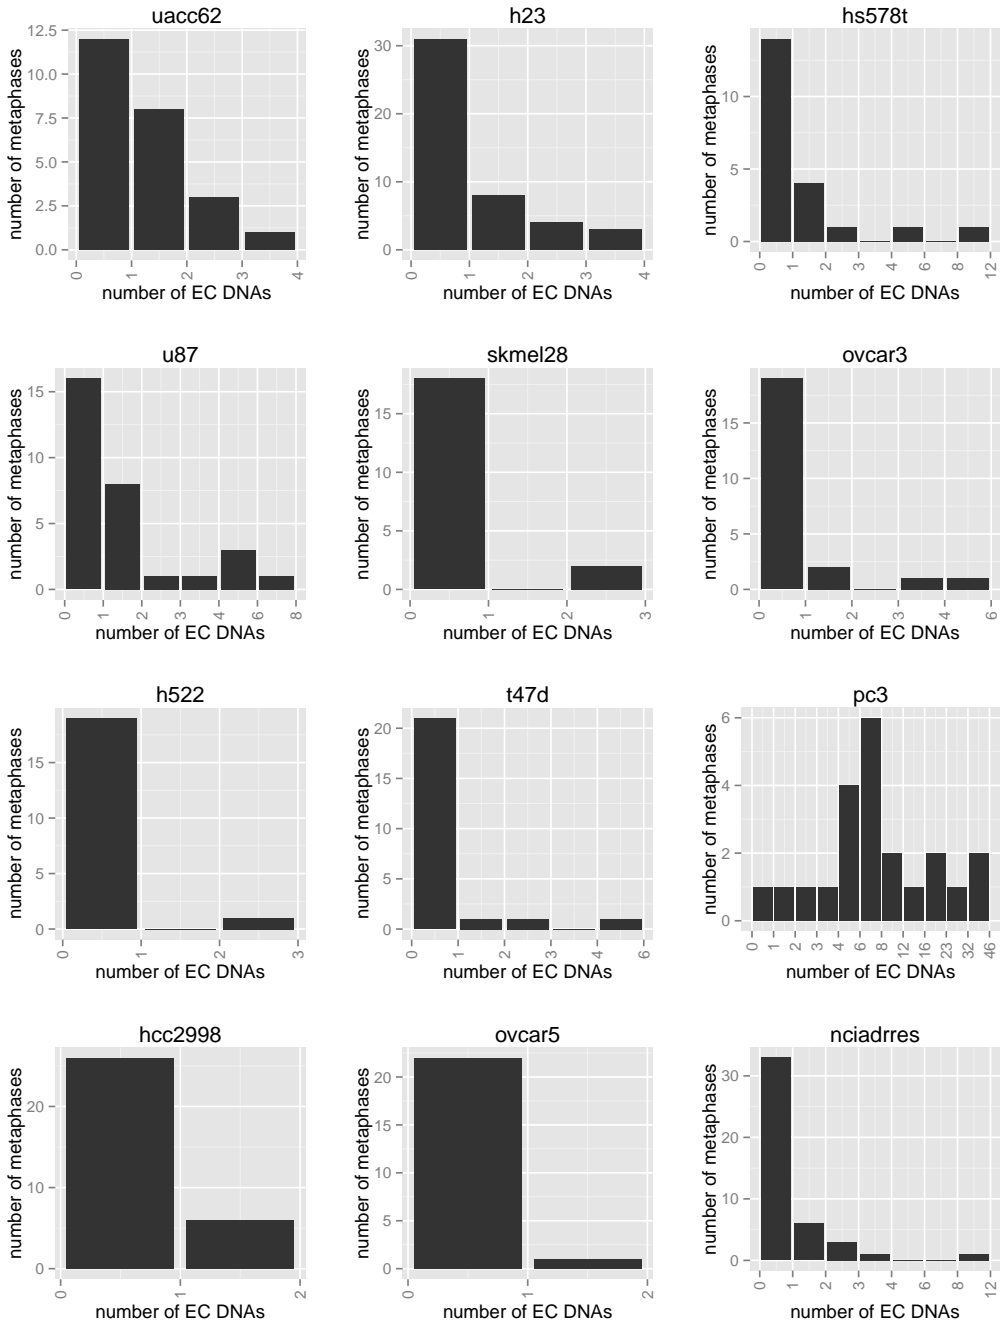 uacc62
number of metaphases
12.5
10.0
7.5
5.0
2.5
0.0
0 1 2 3 4
number of EC DNAs
h23
number of metaphases
30
20
10
0
0 1 2 3 4
number of EC DNAs
hs578t
number of metaphases
10
5
0
0 1 2 3 4 6 8 12
number of EC DNAs
u87
number of metaphases
15
10
5
0
0 1 2 3 4 6 8
number of EC DNAs
skmel28
number of metaphases
15
10
5
0
0 1 2 3
number of EC DNAs
ovcar3
number of metaphases
15
10
5
0
0 1 2 3 4 6
number of EC DNAs
h522
number of metaphases
15
10
5
0
0 1 2 3
number of EC DNAs
t47d
number of metaphases
20
15
10
5
0
0 1 2 3 4 6
number of EC DNAs
pc3
number of metaphases
6
4
2
0
0 1 2 3 4 6 8 12 16 23 32 46
number of EC DNAs
hcc2998
number of metaphases
20
10
0
0 1 2
number of EC DNAs
ovcar5
number of metaphases
20
15
10
5
0
0 1 2
number of EC DNAs
nciadrres
number of metaphases
30
20
10
0
0 1 2 3 4 6 8 12
number of EC DNAs